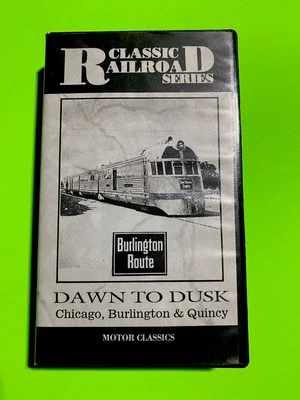 CLASSIC
RAILROAD
SERIES
Burlington
Route
DAWN TO DUSK
Chicago, Burlington & Quincy
MOTOR CLASSICS